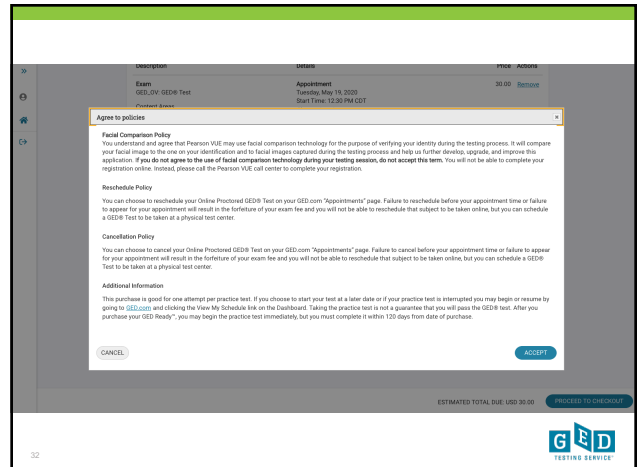 Description Details Price Actions
Exam Appointment 30.00 Remove
GED_OV: GED® Test Tuesday, May 19, 2020
Start Time: 12:30 PM CDT
Content Areas
Agree to policies
Facial Comparison Policy
You understand and agree that Pearson VUE may use facial comparison technology for the purpose of verifying your identity during the testing process. It will compare
your facial image to the one on your identification and to facial images captured during the testing process and help us further develop, upgrade, and improve this
application. If you do not agree to the use of facial comparison technology during your testing session, do not accept this term. You will not be able to complete your
registration online. Instead, please call the Pearson VUE call center to complete your registration.
Reschedule Policy
You can choose to reschedule your Online Proctored GED® Test on your GED.com "Appointments" page. Failure to reschedule before your appointment time or failure
to appear for your appointment will result in the forfeiture of your exam fee and you will not be able to reschedule that subject to be taken online, but you can schedule
a GED® Test to be taken at a physical test center.
Cancellation Policy
You can choose to cancel your Online Proctored GED® Test on your GED.com "Appointments" page. Failure to cancel before your appointment time or failure to appear
for your appointment will result in the forfeiture of your exam fee and you will not be able to reschedule that subject to be taken online, but you can schedule a GED®
Test to be taken at a physical test center.
Additional Information
This purchase is good for one attempt per practice test. If you choose to start your test at a later date or if your practice test is interrupted you may begin or resume by
going to GED.com and clicking the View My Schedule link on the Dashboard. Taking the practice test is not a guarantee that you will pass the GED® test. After you
purchase your GED Ready™, you may begin the practice test immediately, but you must complete it within 120 days from date of purchase.
CANCEL ACCEPT
ESTIMATED TOTAL DUE: USD 30.00 PROCEED TO CHECKOUT
32
GED
TESTING SERVICE®